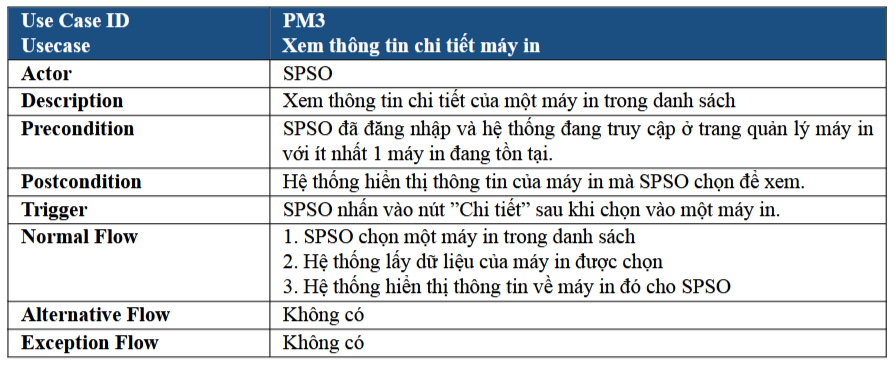 Use Case ID PM3
Usecase Xem thông tin chi tiết máy in
Actor SPSO
Description Xem thông tin chi tiết của một máy in trong danh sách
Precondition SPSO đã đăng nhập và hệ thống đang truy cập ở trang quản lý máy in
với ít nhất 1 máy in đang tồn tại.
Postcondition Hệ thống hiển thị thông tin của máy in mà SPSO chọn để xem.
Trigger SPSO nhấn vào nút ”Chi tiết” sau khi chọn vào một máy in.
Normal Flow 1. SPSO chọn một máy in trong danh sách
2. Hệ thống lấy dữ liệu của máy in được chọn
3. Hệ thống hiển thị thông tin về máy in đó cho SPSO
Alternative Flow Không có
Exception Flow Không có